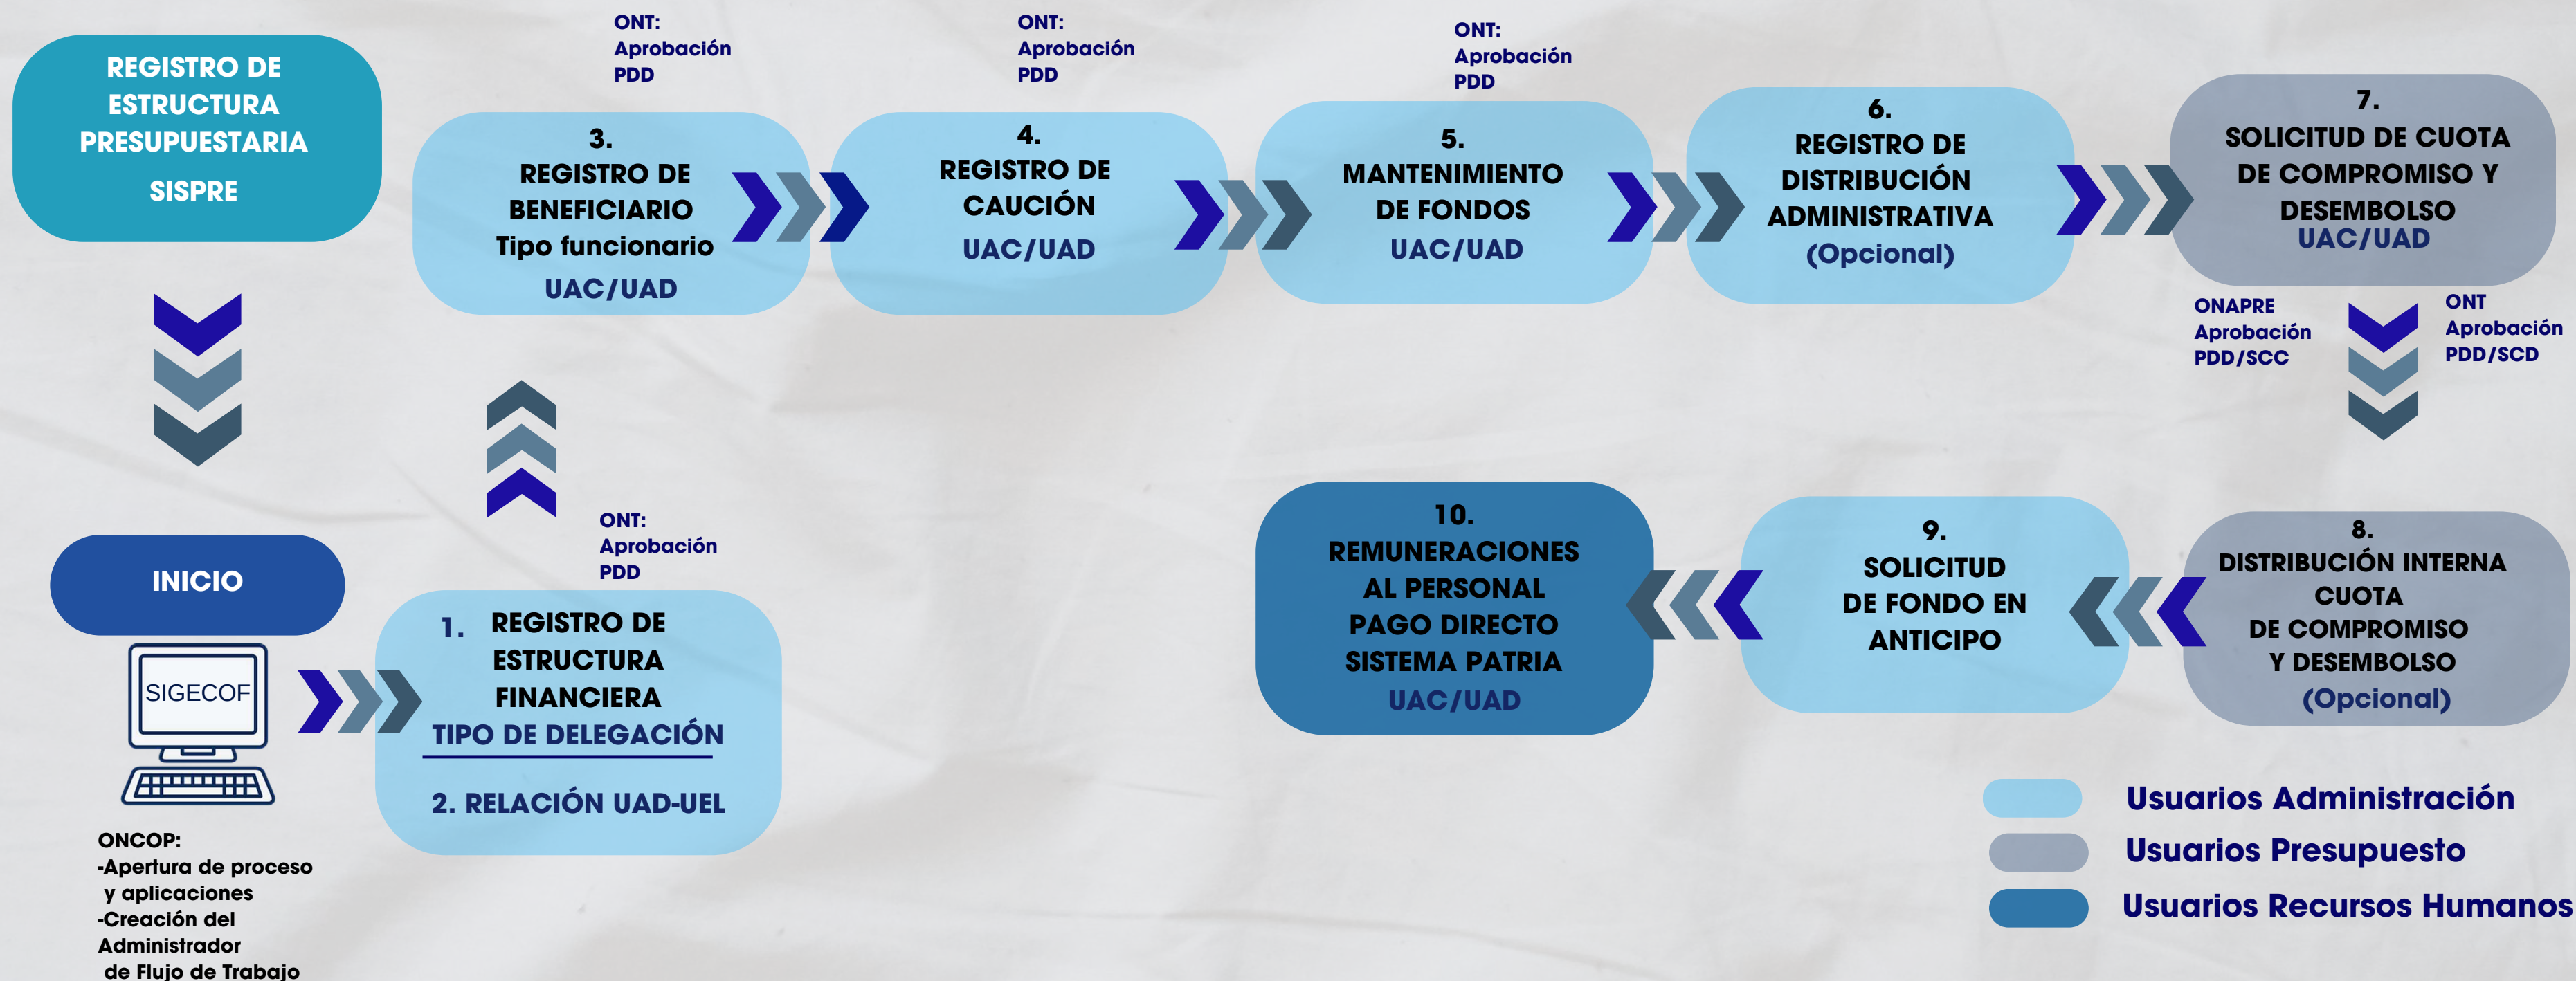 REGISTRO DE
ESTRUCTURA
PRESUPUESTARIA
SISPRE
INICIO
SIGECOF
ONCOP:
-Apertura de proceso
y aplicaciones
-Creación del
Administrador
de Flujo de Trabajo
ONT:
Aprobación
PDD
1. REGISTRO DE
ESTRUCTURA
FINANCIERA
TIPO DE DELEGACIÓN
2. RELACIÓN UAD-UEL
ONT:
Aprobación
PDD
3.
REGISTRO DE
BENEFICIARIO
Tipo funcionario
UAC/UAD
ONT:
Aprobación
PDD
4.
REGISTRO DE
CAUCIÓN
UAC/UAD
ONT:
Aprobación
PDD
5.
MANTENIMIENTO
DE FONDOS
UAC/UAD
6.
REGISTRO DE
DISTRIBUCIÓN
ADMINISTRATIVA
(Opcional)
7.
SOLICITUD DE CUOTA
DE COMPROMISO Y
DESEMBOLSO
UAC/UAD
ONAPRE
Aprobación
PDD/SCC
ONT
Aprobación
PDD/SCD
8.
DISTRIBUCIÓN INTERNA
CUOTA
DE COMPROMISO
Y DESEMBOLSO
(Opcional)
9.
SOLICITUD
DE FONDO EN
ANTICIPO
10.
REMUNERACIONES
AL PERSONAL
PAGO DIRECTO
SISTEMA PATRIA
UAC/UAD
Usuarios Administración
Usuarios Presupuesto
Usuarios Recursos Humanos